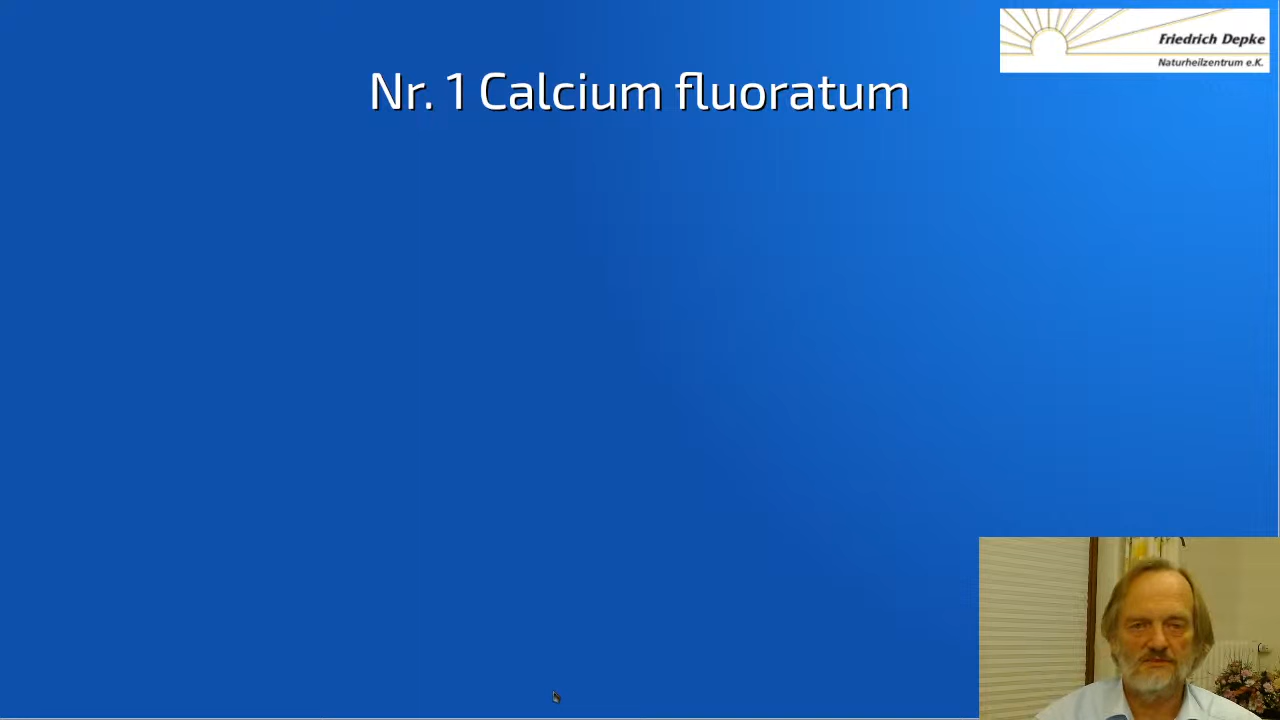 Friedrich Depke
Naturheilzentrum e.K.
Nr. 1 Calcium fluoratum